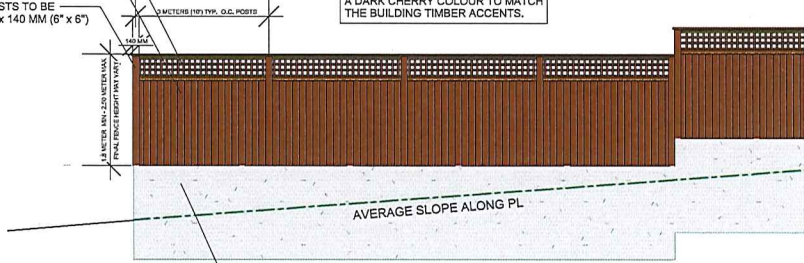 A DARK CHERRY COLOUR TO MATCH
THE BUILDING TIMBER ACCENTS.
STS TO BE
x 140 MM (6" x 6")
3 METERS (10') TYP. O.C. POSTS
140 MM
1.8 METER MIN - 2.50 METER MAX
FINAL FENCE HEIGHT MAY VARY
AVERAGE SLOPE ALONG PL